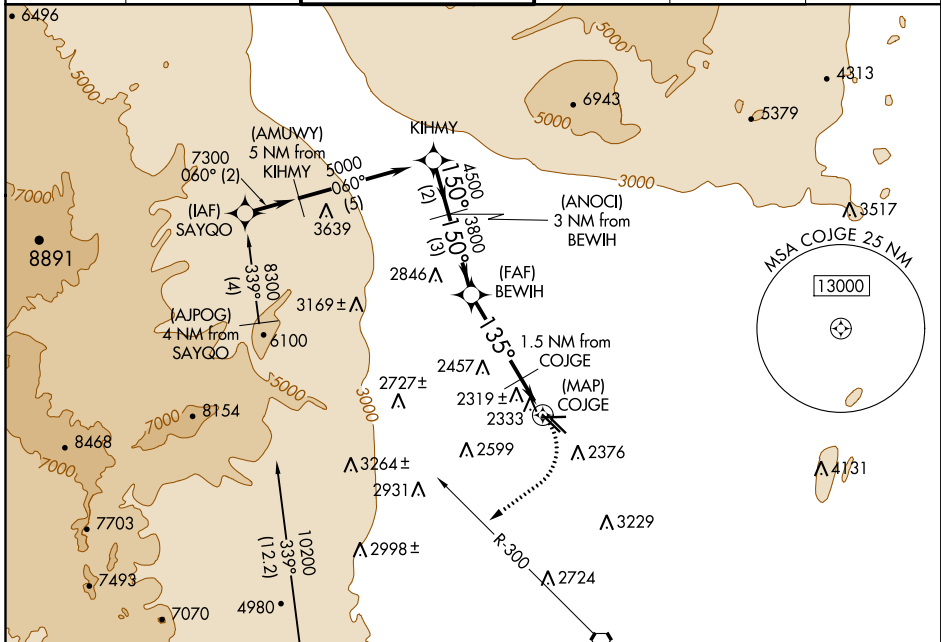 6496
5000
5000
4313
6943
5000
5379
KIHMY
(AMUWY)
5 NM from
KIHMY
7300
060° (2)
5000
060°
(5)
4500
150°
(2)
3800
150°
(3)
3000
7000
(IAF)
SAYQO
3639
(ANOCI)
3 NM from
BEWIH
3517
8891
MSA COJGE 25 NM
13000
8300
339°
(4)
2846
(FAF)
BEWIH
3169 ±
(AJPOG)
4 NM from
SAYQO
6100
135°
1.5 NM from
COJGE
2457
(MAP)
COJGE
2727 ±
2319 ±
2333
5000
3000
8154
7000
8468
7000
2599
2376
3264 ±
4131
2931
7703
10200
339°
(12.2)
R-300
3229
2998 ±
7493
2724
4980
7070